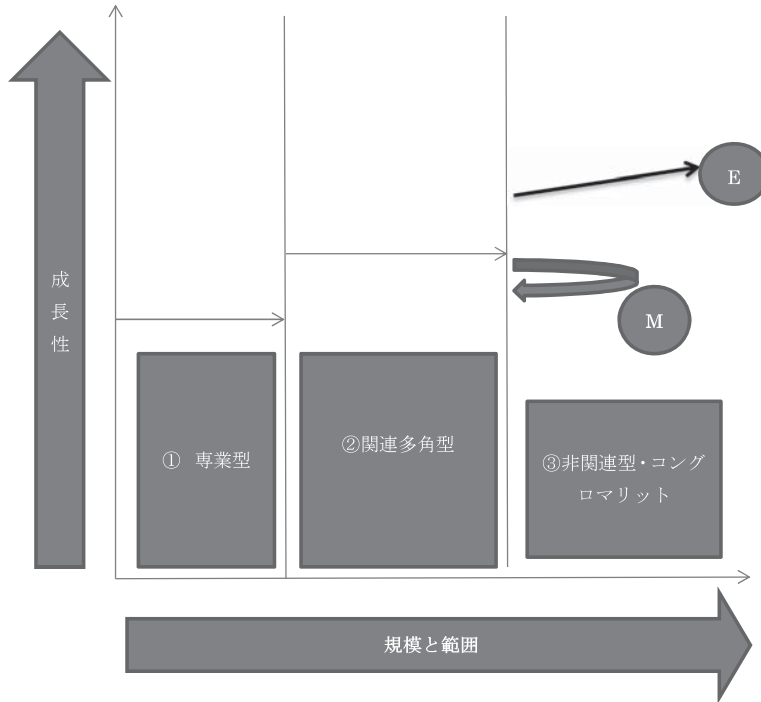 E
成長性
M
① 専業型
②関連多角型
③非関連型・コング
ロマリット
規模と範囲